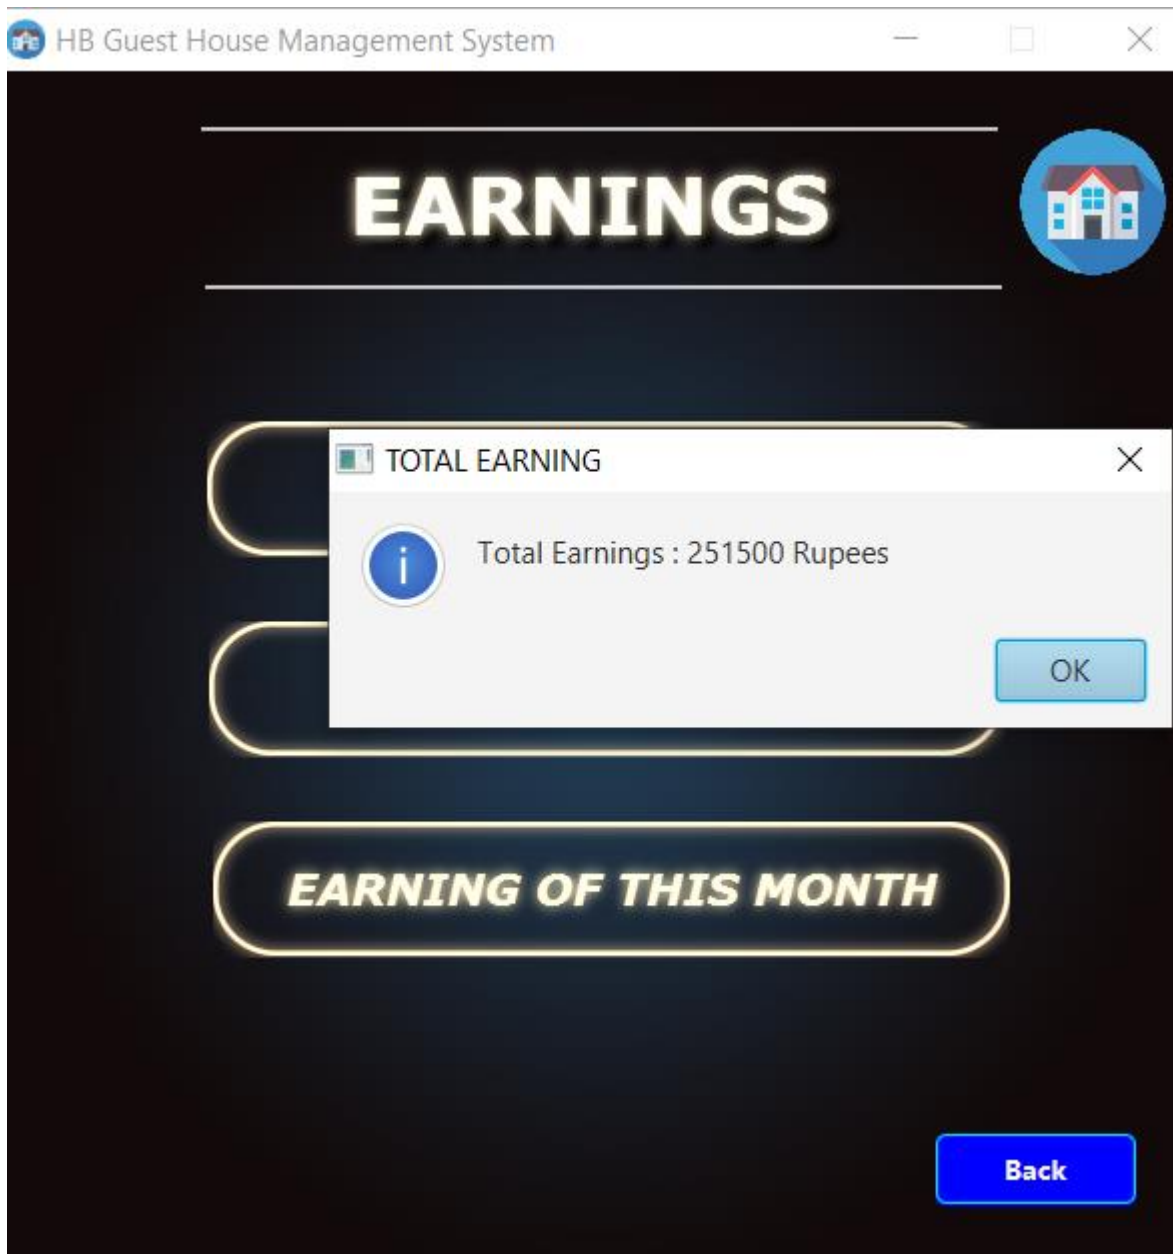 HB Guest House Management System
EARNINGS
TOTAL EARNING
Total Earnings : 251500 Rupees
OK
EARNING OF THIS MONTH
Back